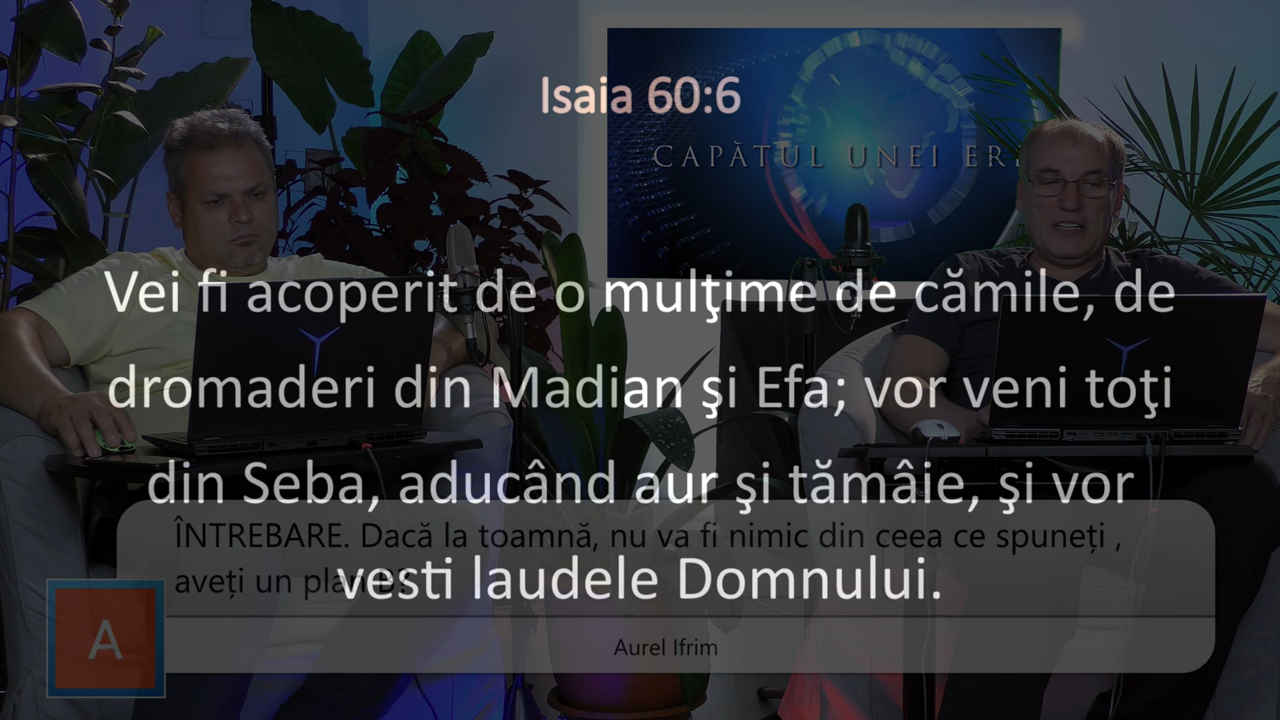 Isaia 60:6
CAPĂTUL UNEI ER
Vei fi acoperit de o mulţime de cămile, de
dromaderi din Madian şi Efa; vor veni toţi
din Seba, aducând aur şi tămâie, şi vor
vesti laudele Domnului.
ÎNTREBARE. Dacă la toamnă, nu va fi nimic din ceea ce spuneți ,
aveți un plan B?
A
Aurel Ifrim